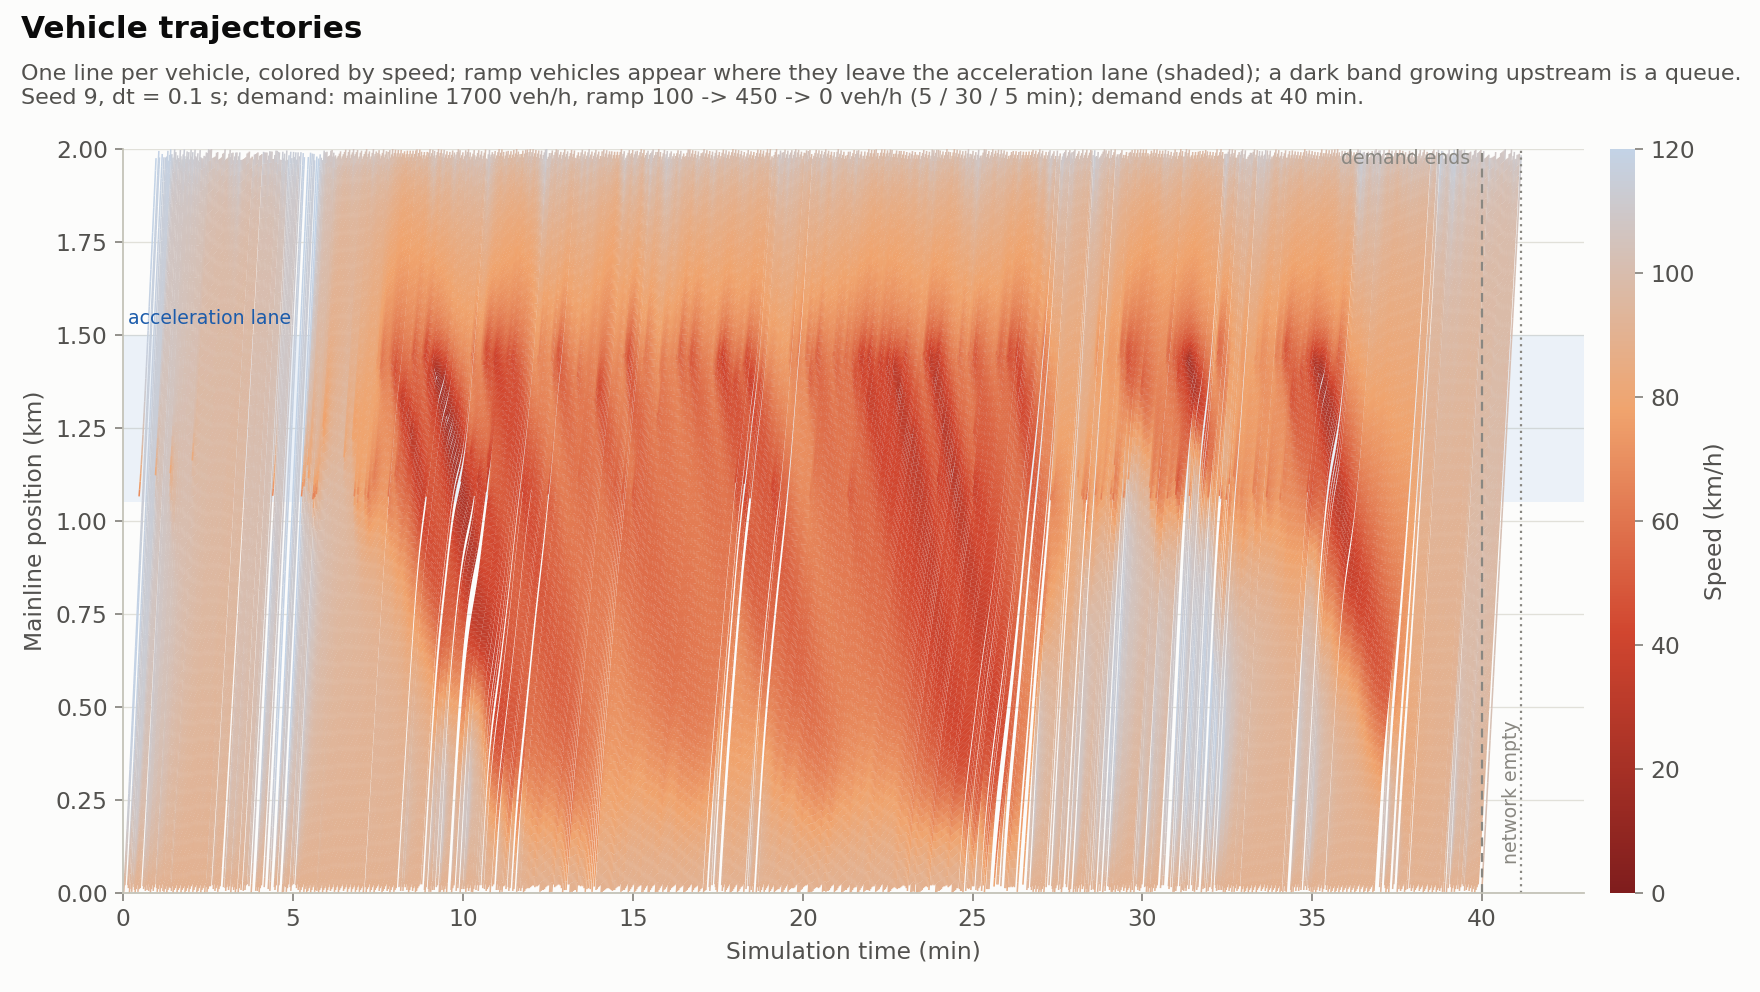 Vehicle trajectories
One line per vehicle, colored by speed; ramp vehicles appear where they leave the acceleration lane (shaded); a dark band growing upstream is a queue.
Seed 9, dt = 0.1 s; demand: mainline 1700 veh/h, ramp 100 -> 450 -> 0 veh/h (5 / 30 / 5 min); demand ends at 40 min.
2.00
1.75
1.50
1.25
1.00
0.75
0.50
0.25
0.00
Mainline position (km)
acceleration lane
demand ends
network empty
0
5
10
15
20
25
30
35
40
Simulation time (min)
120
100
80
60
40
20
0
Speed (km/h)